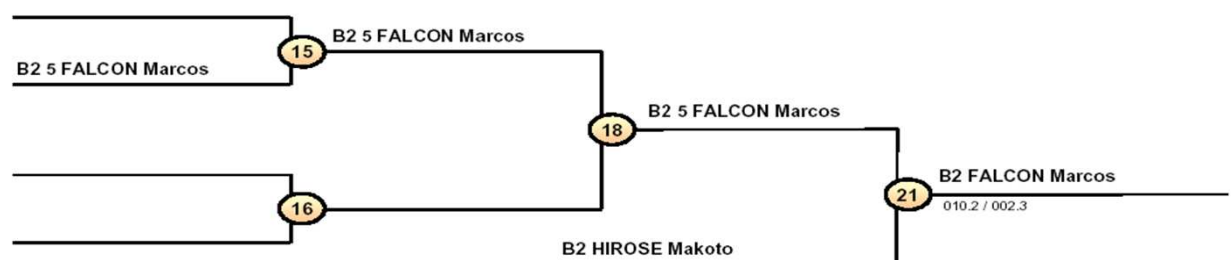 B2 5 FALCON Marcos
15
B2 5 FALCON Marcos
B2 5 FALCON Marcos
18
B2 FALCON Marcos
21
010.2 / 002.3
16
B2 HIROSE Makoto